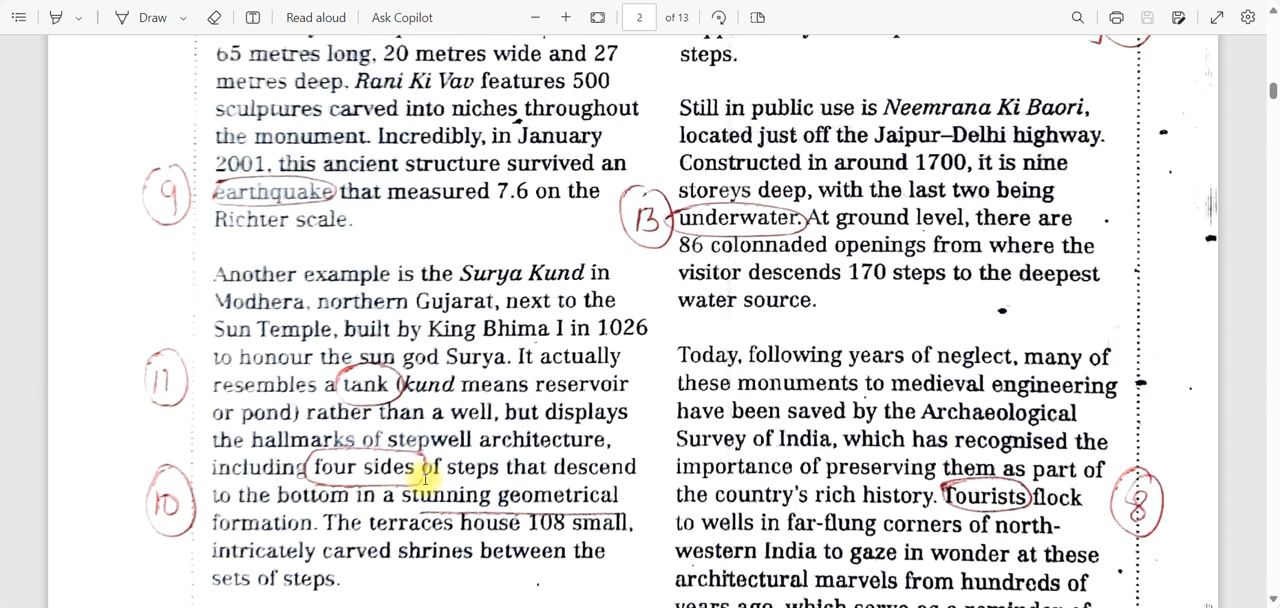 Draw
Read aloud
Ask Copilot
2
of 13
65 metres long, 20 metres wide and 27
metres deep. Rani Ki Vav features 500
sculptures carved into niches throughout
the monument. Incredibly, in January
2001, this ancient structure survived an
earthquake that measured 7.6 on the
Richter scale.
9
Another example is the Surya Kund in
Modhera, northern Gujarat, next to the
Sun Temple, built by King Bhima I in 1026
to honour the sun god Surya. It actually
resembles a tank (kund means reservoir
or pond) rather than a well, but displays
the hallmarks of stepwell architecture,
including four sides of steps that descend
to the bottom in a stunning geometrical
formation. The terraces house 108 small,
intricately carved shrines between the
sets of steps.
11
10
steps.
Still in public use is Neemrana Ki Baori,
located just off the Jaipur–Delhi highway.
Constructed in around 1700, it is nine
storeys deep, with the last two being
underwater. At ground level, there are
86 colonnaded openings from where the
visitor descends 170 steps to the deepest
water source.
13
Today, following years of neglect, many of
these monuments to medieval engineering
have been saved by the Archaeological
Survey of India, which has recognised the
importance of preserving them as part of
the country's rich history. Tourists flock
to wells in far-flung corners of north-
western India to gaze in wonder at these
architectural marvels from hundreds of
years ago, which serve as a reminder of
8